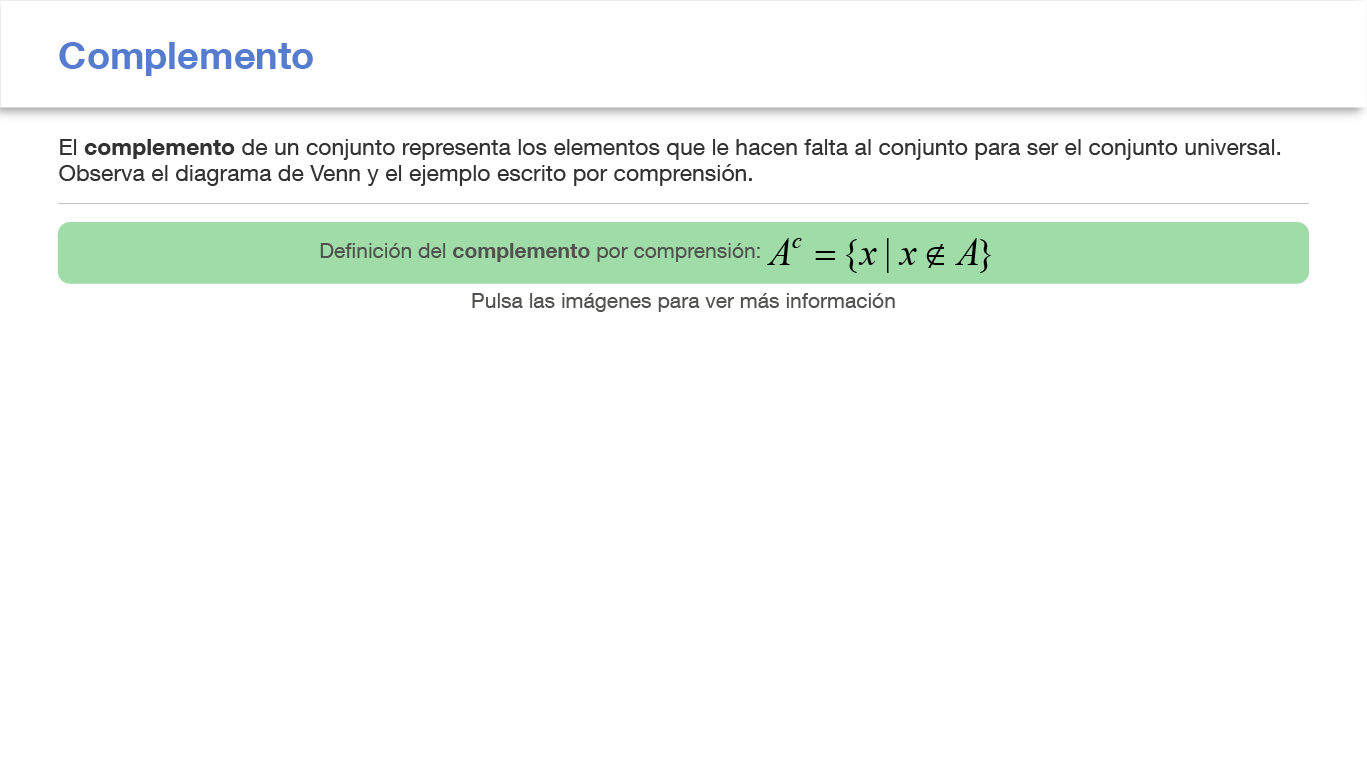 Complemento
El complemento de un conjunto representa los elementos que le hacen falta al conjunto para ser el conjunto universal.
Observa el diagrama de Venn y el ejemplo escrito por comprensión.
Definición del complemento por comprensión: Aᶜ = {x | x ∉ A}
Pulsa las imágenes para ver más información